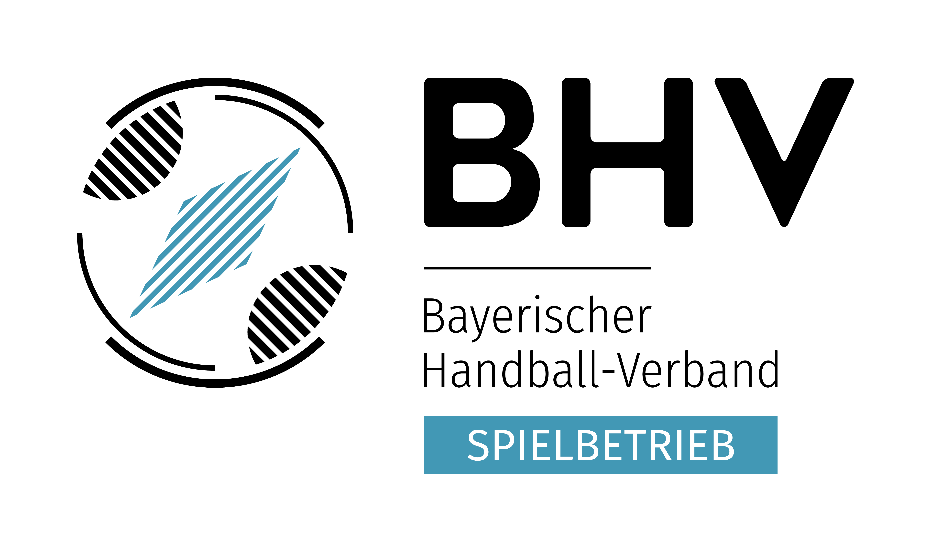 BHV
Bayerischer
Handball-Verband
SPIELBETRIEB